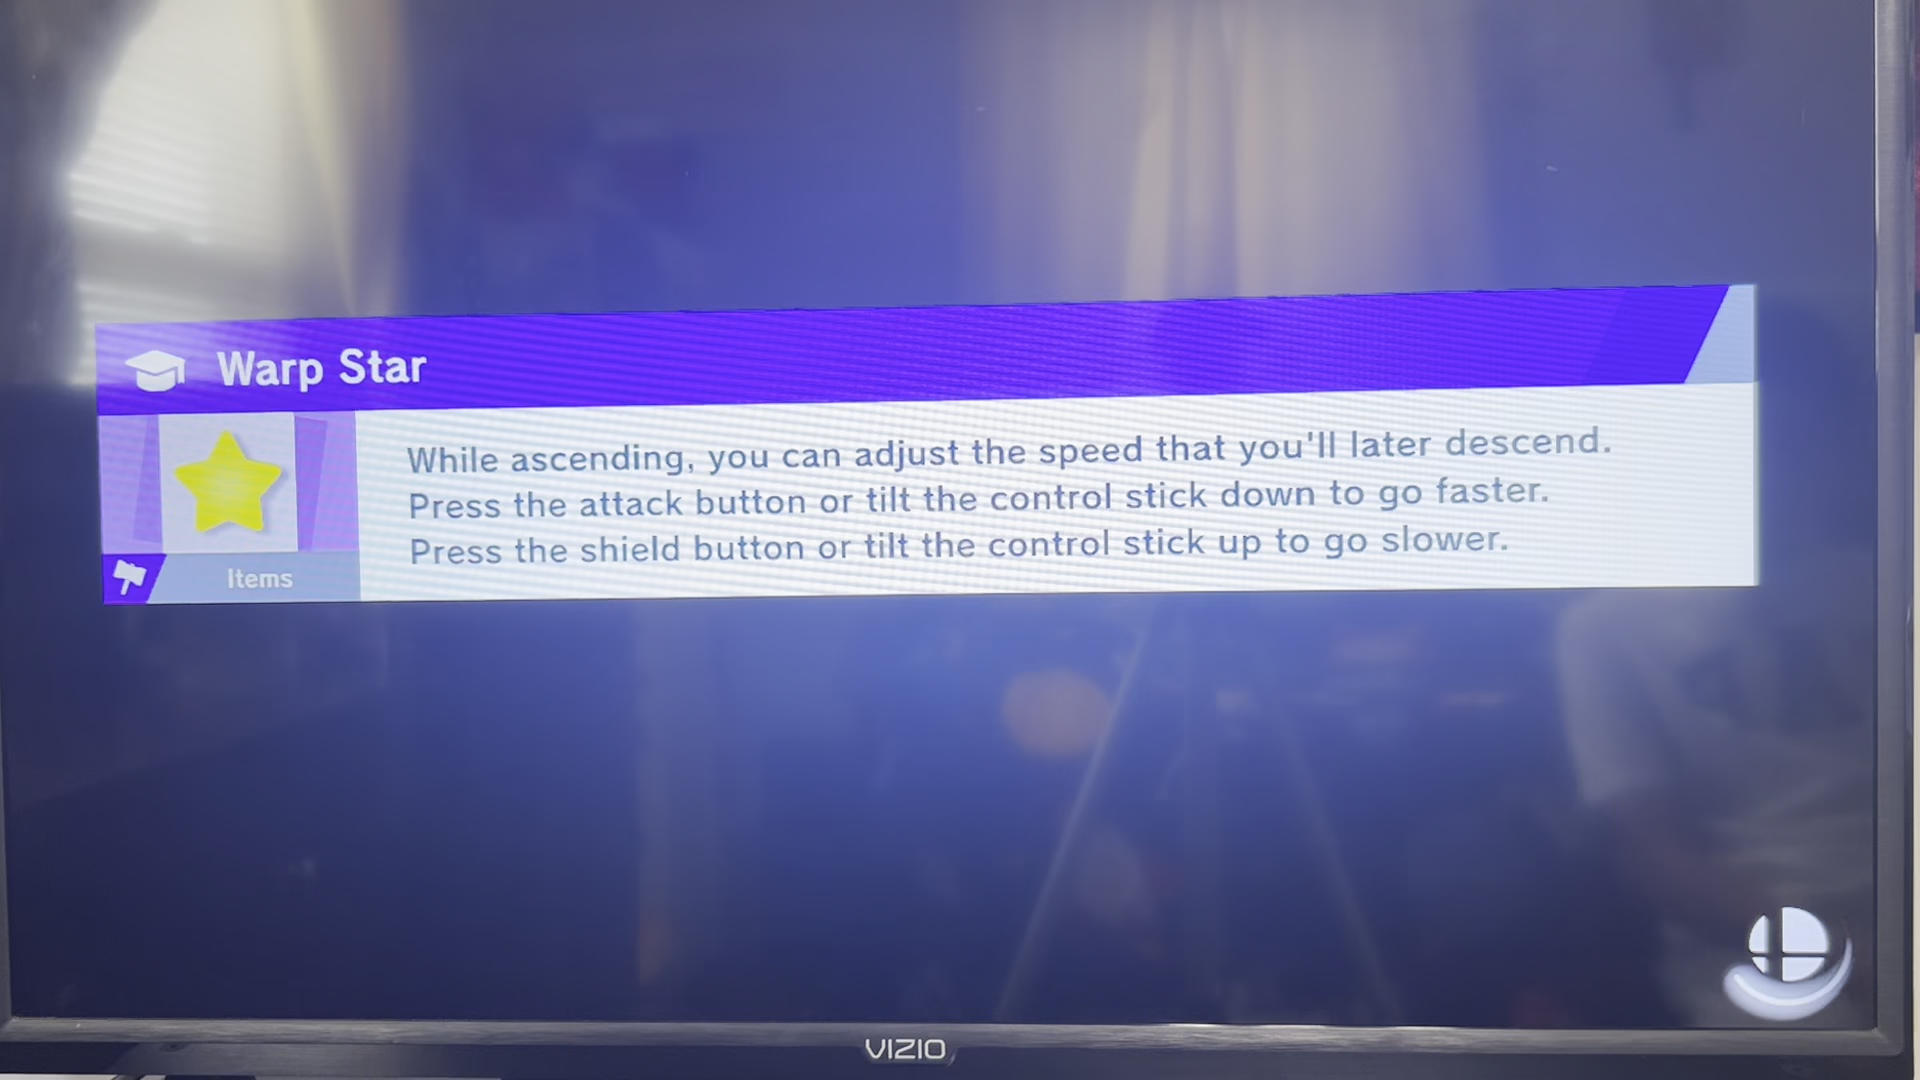 Warp Star
While ascending, you can adjust the speed that you'll later descend.
Press the attack button or tilt the control stick down to go faster.
Press the shield button or tilt the control stick up to go slower.
Items
VIZIO